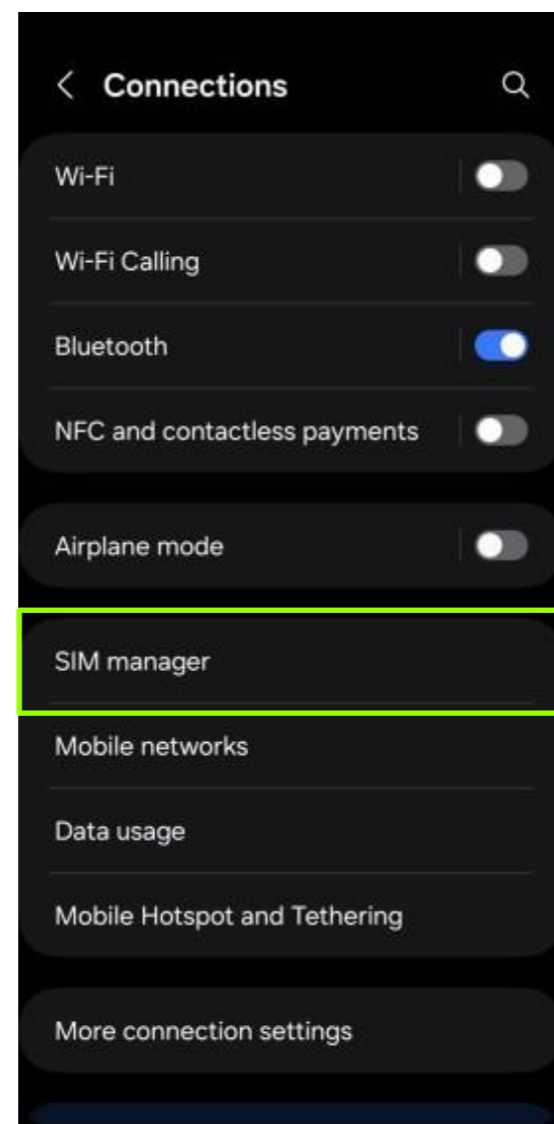 Connections
Wi-Fi
Wi-Fi Calling
Bluetooth
NFC and contactless payments
Airplane mode
SIM manager
Mobile networks
Data usage
Mobile Hotspot and Tethering
More connection settings